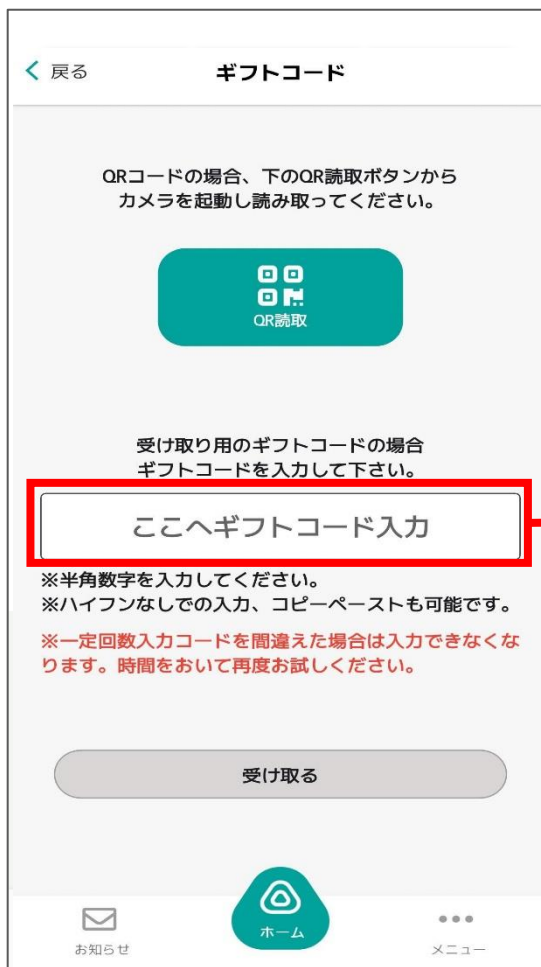 戻る
ギフトコード
QRコードの場合、下のQR読取ボタンから
カメラを起動し読み取ってください。
QR読取
受け取り用のギフトコードの場合
ギフトコードを入力して下さい。
ここへギフトコード入力
※半角数字を入力してください。
※ハイフンなしでの入力、コピーペーストも可能です。
※一定回数入力コードを間違えた場合は入力できなくな
ります。時間をおいて再度お試しください。
受け取る
お知らせ
ホーム
メニュー